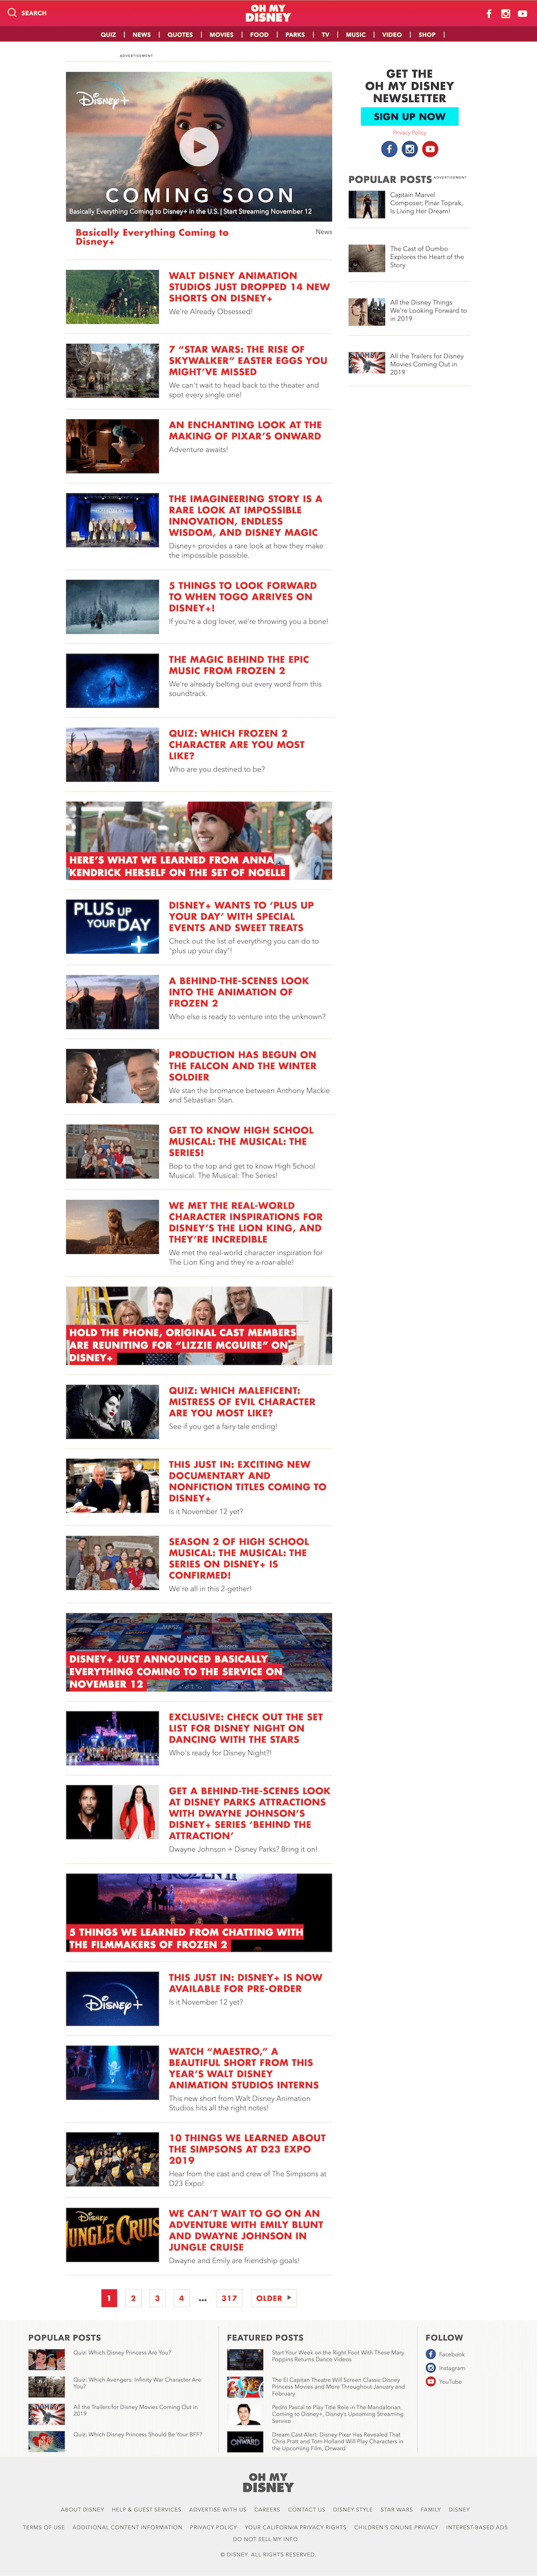 SEARCH
OH MY
DISNEY
QUIZ | NEWS | QUOTES | MOVIES | FOOD | PARKS | TV | MUSIC | VIDEO | SHOP |
ADVERTISEMENT
Disney+
COMING SOON
Basically Everything Coming to Disney+ in the U.S. | Start Streaming November 12
Basically Everything Coming to
Disney+
News
GET THE
OH MY DISNEY
NEWSLETTER
SIGN UP NOW
Privacy Policy
POPULAR POSTS
ADVERTISEMENT
Captain Marvel
Composer, Pinar Toprak,
Is Living Her Dream!
The Cast of Dumbo
Explores the Heart of the
Story
All the Disney Things
We're Looking Forward to
in 2019
All the Trailers for Disney
Movies Coming Out in
2019
WALT DISNEY ANIMATION
STUDIOS JUST DROPPED 14 NEW
SHORTS ON DISNEY+
We're Already Obsessed!
7 “STAR WARS: THE RISE OF
SKYWALKER” EASTER EGGS YOU
MIGHT'VE MISSED
We can't wait to head back to the theater and
spot every single one!
AN ENCHANTING LOOK AT THE
MAKING OF PIXAR'S ONWARD
Adventure awaits!
THE IMAGINEERING STORY IS A
RARE LOOK AT IMPOSSIBLE
INNOVATION, ENDLESS
WISDOM, AND DISNEY MAGIC
Disney+ provides a rare look at how they make
the impossible possible.
5 THINGS TO LOOK FORWARD
TO WHEN TOGO ARRIVES ON
DISNEY+!
If you're a dog lover, we're throwing you a bone!
THE MAGIC BEHIND THE EPIC
MUSIC FROM FROZEN 2
We're already belting out every word from this
soundtrack.
QUIZ: WHICH FROZEN 2
CHARACTER ARE YOU MOST
LIKE?
Who are you destined to be?
HERE'S WHAT WE LEARNED FROM ANNA
KENDRICK HERSELF ON THE SET OF NOELLE
PLUS UP
YOUR DAY
DISNEY+ WANTS TO ‘PLUS UP
YOUR DAY’ WITH SPECIAL
EVENTS AND SWEET TREATS
Check out the list of everything you can do to
"plus up your day"!
A BEHIND-THE-SCENES LOOK
INTO THE ANIMATION OF
FROZEN 2
Who else is ready to venture into the unknown?
PRODUCTION HAS BEGUN ON
THE FALCON AND THE WINTER
SOLDIER
We stan the bromance between Anthony Mackie
and Sebastian Stan.
GET TO KNOW HIGH SCHOOL
MUSICAL: THE MUSICAL: THE
SERIES!
Bop to the top and get to know High School
Musical: The Musical: The Series!
WE MET THE REAL-WORLD
CHARACTER INSPIRATIONS FOR
DISNEY'S THE LION KING, AND
THEY'RE INCREDIBLE
We met the real-world character inspiration for
The Lion King and they're a-roar-able!
HOLD THE PHONE, ORIGINAL CAST MEMBERS
ARE REUNITING FOR “LIZZIE MCGUIRE” ON
DISNEY+
QUIZ: WHICH MALEFICENT:
MISTRESS OF EVIL CHARACTER
ARE YOU MOST LIKE?
See if you get a fairy tale ending!
THIS JUST IN: EXCITING NEW
DOCUMENTARY AND
NONFICTION TITLES COMING TO
DISNEY+
Is it November 12 yet?
SEASON 2 OF HIGH SCHOOL
MUSICAL: THE MUSICAL: THE
SERIES ON DISNEY+ IS
CONFIRMED!
We're all in this 2-gether!
DISNEY+ JUST ANNOUNCED BASICALLY
EVERYTHING COMING TO THE SERVICE ON
NOVEMBER 12
EXCLUSIVE: CHECK OUT THE SET
LIST FOR DISNEY NIGHT ON
DANCING WITH THE STARS
Who's ready for Disney Night?!
GET A BEHIND-THE-SCENES LOOK
AT DISNEY PARKS ATTRACTIONS
WITH DWAYNE JOHNSON'S
DISNEY+ SERIES ‘BEHIND THE
ATTRACTION’
Dwayne Johnson + Disney Parks? Bring it on!
FROZEN II
5 THINGS WE LEARNED FROM CHATTING WITH
THE FILMMAKERS OF FROZEN 2
Disney+
THIS JUST IN: DISNEY+ IS NOW
AVAILABLE FOR PRE-ORDER
Is it November 12 yet?
WATCH “MAESTRO,” A
BEAUTIFUL SHORT FROM THIS
YEAR'S WALT DISNEY
ANIMATION STUDIOS INTERNS
This new short from Walt Disney Animation
Studios hits all the right notes!
10 THINGS WE LEARNED ABOUT
THE SIMPSONS AT D23 EXPO
2019
Hear from the cast and crew of The Simpsons at
D23 Expo!
Disney
JUNGLE CRUIS
WE CAN'T WAIT TO GO ON AN
ADVENTURE WITH EMILY BLUNT
AND DWAYNE JOHNSON IN
JUNGLE CRUISE
Dwayne and Emily are friendship goals!
1 2 3 4 ... 317 OLDER
POPULAR POSTS
Quiz: Which Disney Princess Are You?
Quiz: Which Avengers: Infinity War Character Are
You?
All the Trailers for Disney Movies Coming Out in
2019
Quiz: Which Disney Princess Should Be Your BFF?
FEATURED POSTS
Start Your Week on the Right Foot With These Mary
Poppins Returns Dance Videos
The El Capitan Theatre Will Screen Classic Disney
Princess Movies and More Throughout January and
February
Pedro Pascal to Play Title Role in The Mandalorian,
Coming to Disney+, Disney's Upcoming Streaming
Service
ONWARD
Dream Cast Alert: Disney Pixar Has Revealed That
Chris Pratt and Tom Holland Will Play Characters in
the Upcoming Film, Onward
FOLLOW
Facebook
Instagram
YouTube
OH MY
DISNEY
ABOUT DISNEY HELP & GUEST SERVICES ADVERTISE WITH US CAREERS CONTACT US DISNEY STYLE STAR WARS FAMILY DISNEY
TERMS OF USE ADDITIONAL CONTENT INFORMATION PRIVACY POLICY YOUR CALIFORNIA PRIVACY RIGHTS CHILDREN'S ONLINE PRIVACY INTEREST-BASED ADS
DO NOT SELL MY INFO
© DISNEY. ALL RIGHTS RESERVED.